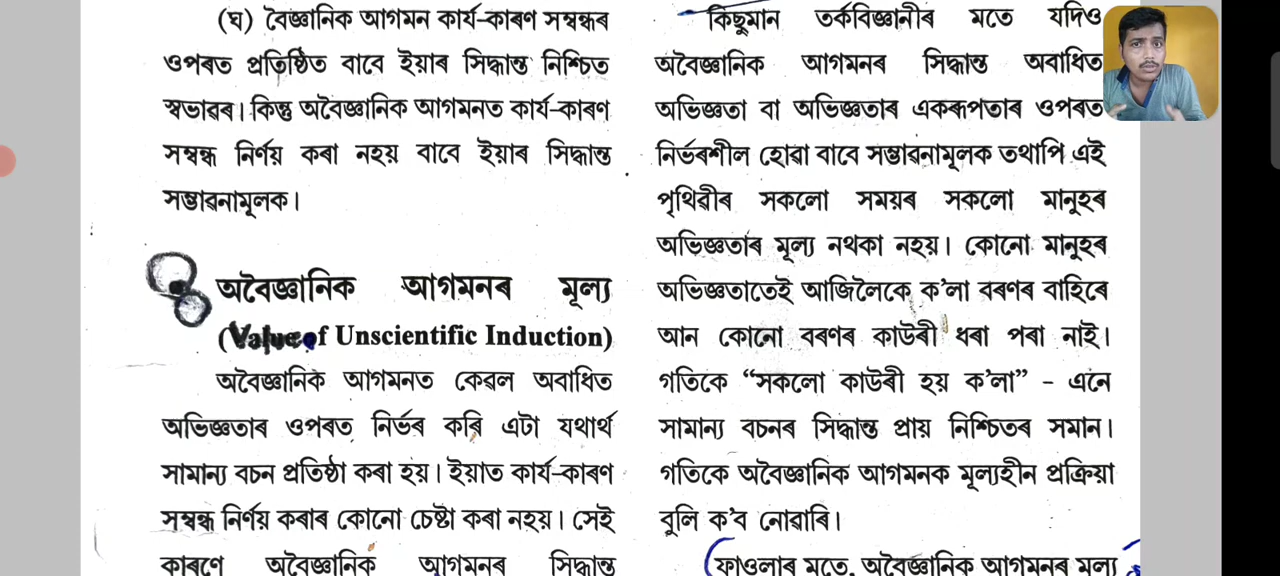 (ঘ) বৈজ্ঞানিক আগমন কাৰ্য-কাৰণ সম্বন্ধৰ
ওপৰত প্ৰতিষ্ঠিত বাবে ইয়াৰ সিদ্ধান্ত নিশ্চিত
স্বভাৱৰ। কিন্তু অবৈজ্ঞানিক আগমনত কাৰ্য-কাৰণ
সম্বন্ধ নিৰ্ণয় কৰা নহয় বাবে ইয়াৰ সিদ্ধান্ত
সম্ভাৱনামূলক।
অবৈজ্ঞানিক আগমনৰ মূল্য
(Value of Unscientific Induction)
অবৈজ্ঞানিক আগমনত কেৱল অবাধিত
অভিজ্ঞতাৰ ওপৰত নিৰ্ভৰ কৰি এটা যথাৰ্থ
সামান্য বচন প্ৰতিষ্ঠা কৰা হয়। ইয়াত কাৰ্য-কাৰণ
সম্বন্ধ নিৰ্ণয় কৰাৰ কোনো চেষ্টা কৰা নহয়। সেই
কাৰণে অবৈজ্ঞানিক আগমনৰ সিদ্ধান্ত
কিছুমান তৰ্কবিজ্ঞানীৰ মতে যদিও
অবৈজ্ঞানিক আগমনৰ সিদ্ধান্ত অবাধিত
অভিজ্ঞতা বা অভিজ্ঞতাৰ একৰূপতাৰ ওপৰত
নিৰ্ভৰশীল হোৱা বাবে সম্ভাৱনামূলক তথাপি এই
পৃথিৱীৰ সকলো সময়ৰ সকলো মানুহৰ
অভিজ্ঞতাৰ মূল্য নথকা নহয়। কোনো মানুহৰ
অভিজ্ঞতাতেই আজিলৈকে ক'লা বৰণৰ বাহিৰে
আন কোনো বৰণৰ কাউৰী ধৰা পৰা নাই।
গতিকে “সকলো কাউৰী হয় ক'লা” - এনে
সামান্য বচনৰ সিদ্ধান্ত প্ৰায় নিশ্চিতৰ সমান।
গতিকে অবৈজ্ঞানিক আগমনক মূল্যহীন প্ৰক্ৰিয়া
বুলি ক'ব নোৱাৰি।
ফাওলাৰ মতে, অবৈজ্ঞানিক আগমনৰ মূল্য